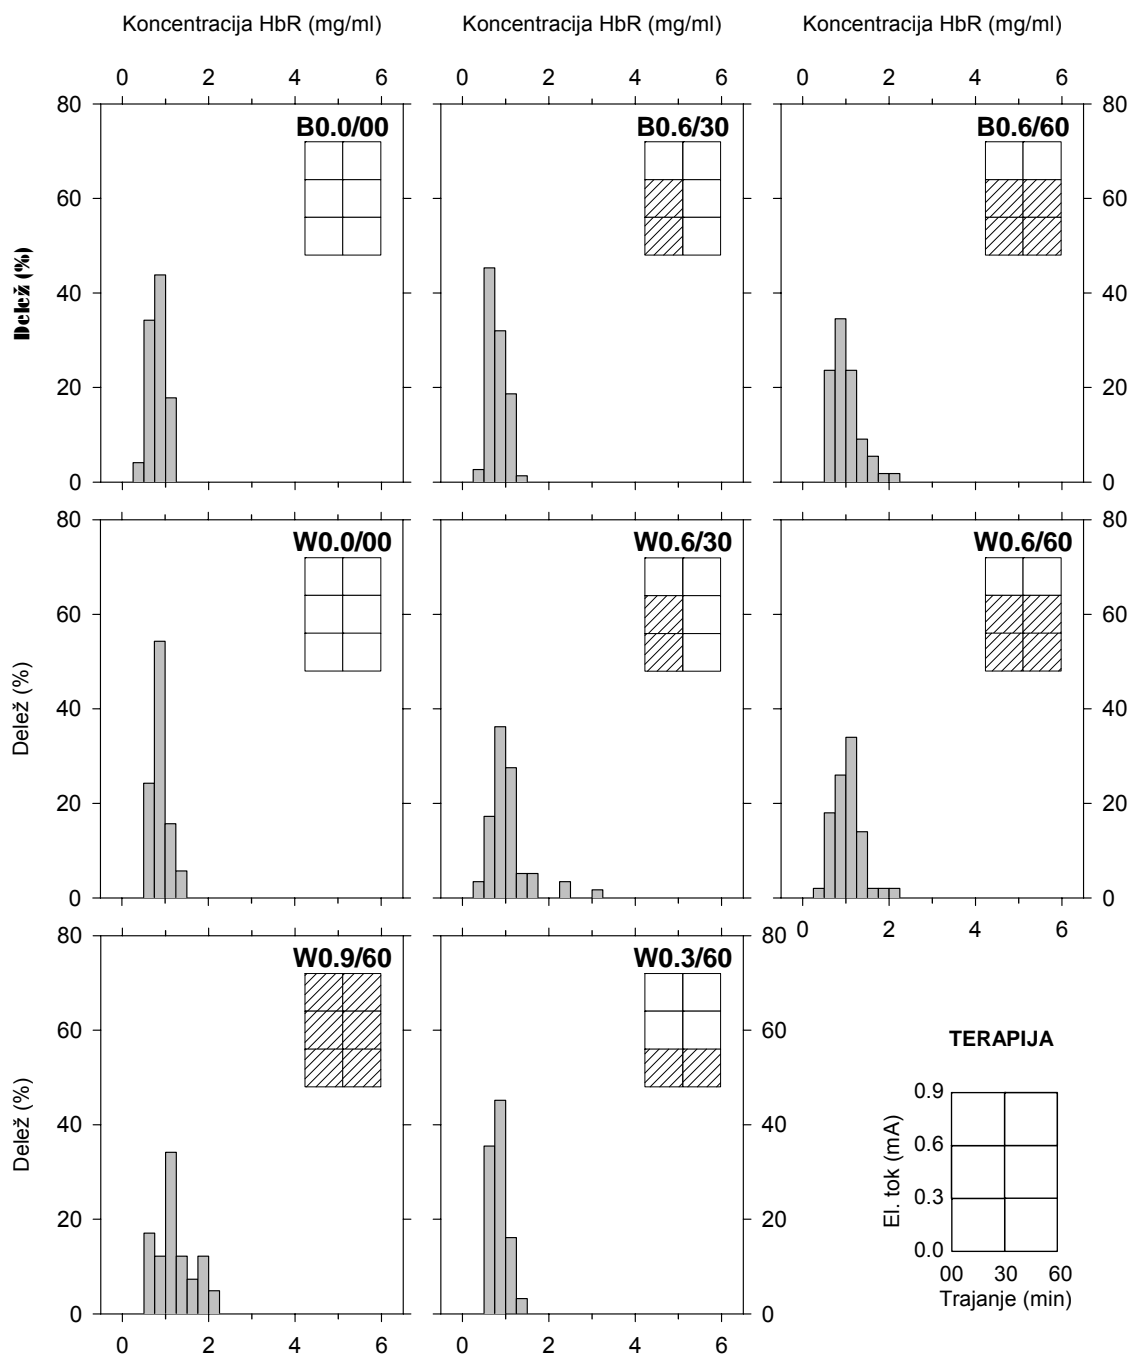 Koncentracija HbR (mg/ml) Koncentracija HbR (mg/ml) Koncentracija HbR (mg/ml)
0 2 4 6 0 2 4 6 0 2 4 6
80 80
B0.0/00 B0.6/30 B0.6/60
60 60
Delež (%)
40 40
20 20
0 0
80 80
W0.0/00 W0.6/30 W0.6/60
60 60
Delež (%)
40 40
20 20
0 0
0 2 4 6
80 80
W0.9/60 W0.3/60
60 60
Delež (%)
40 40
20 20
0 0
0 2 4 6 0 2 4 6
TERAPIJA
El. tok (mA)
0.9
0.6
0.3
0.0
00 30 60
Trajanje (min)